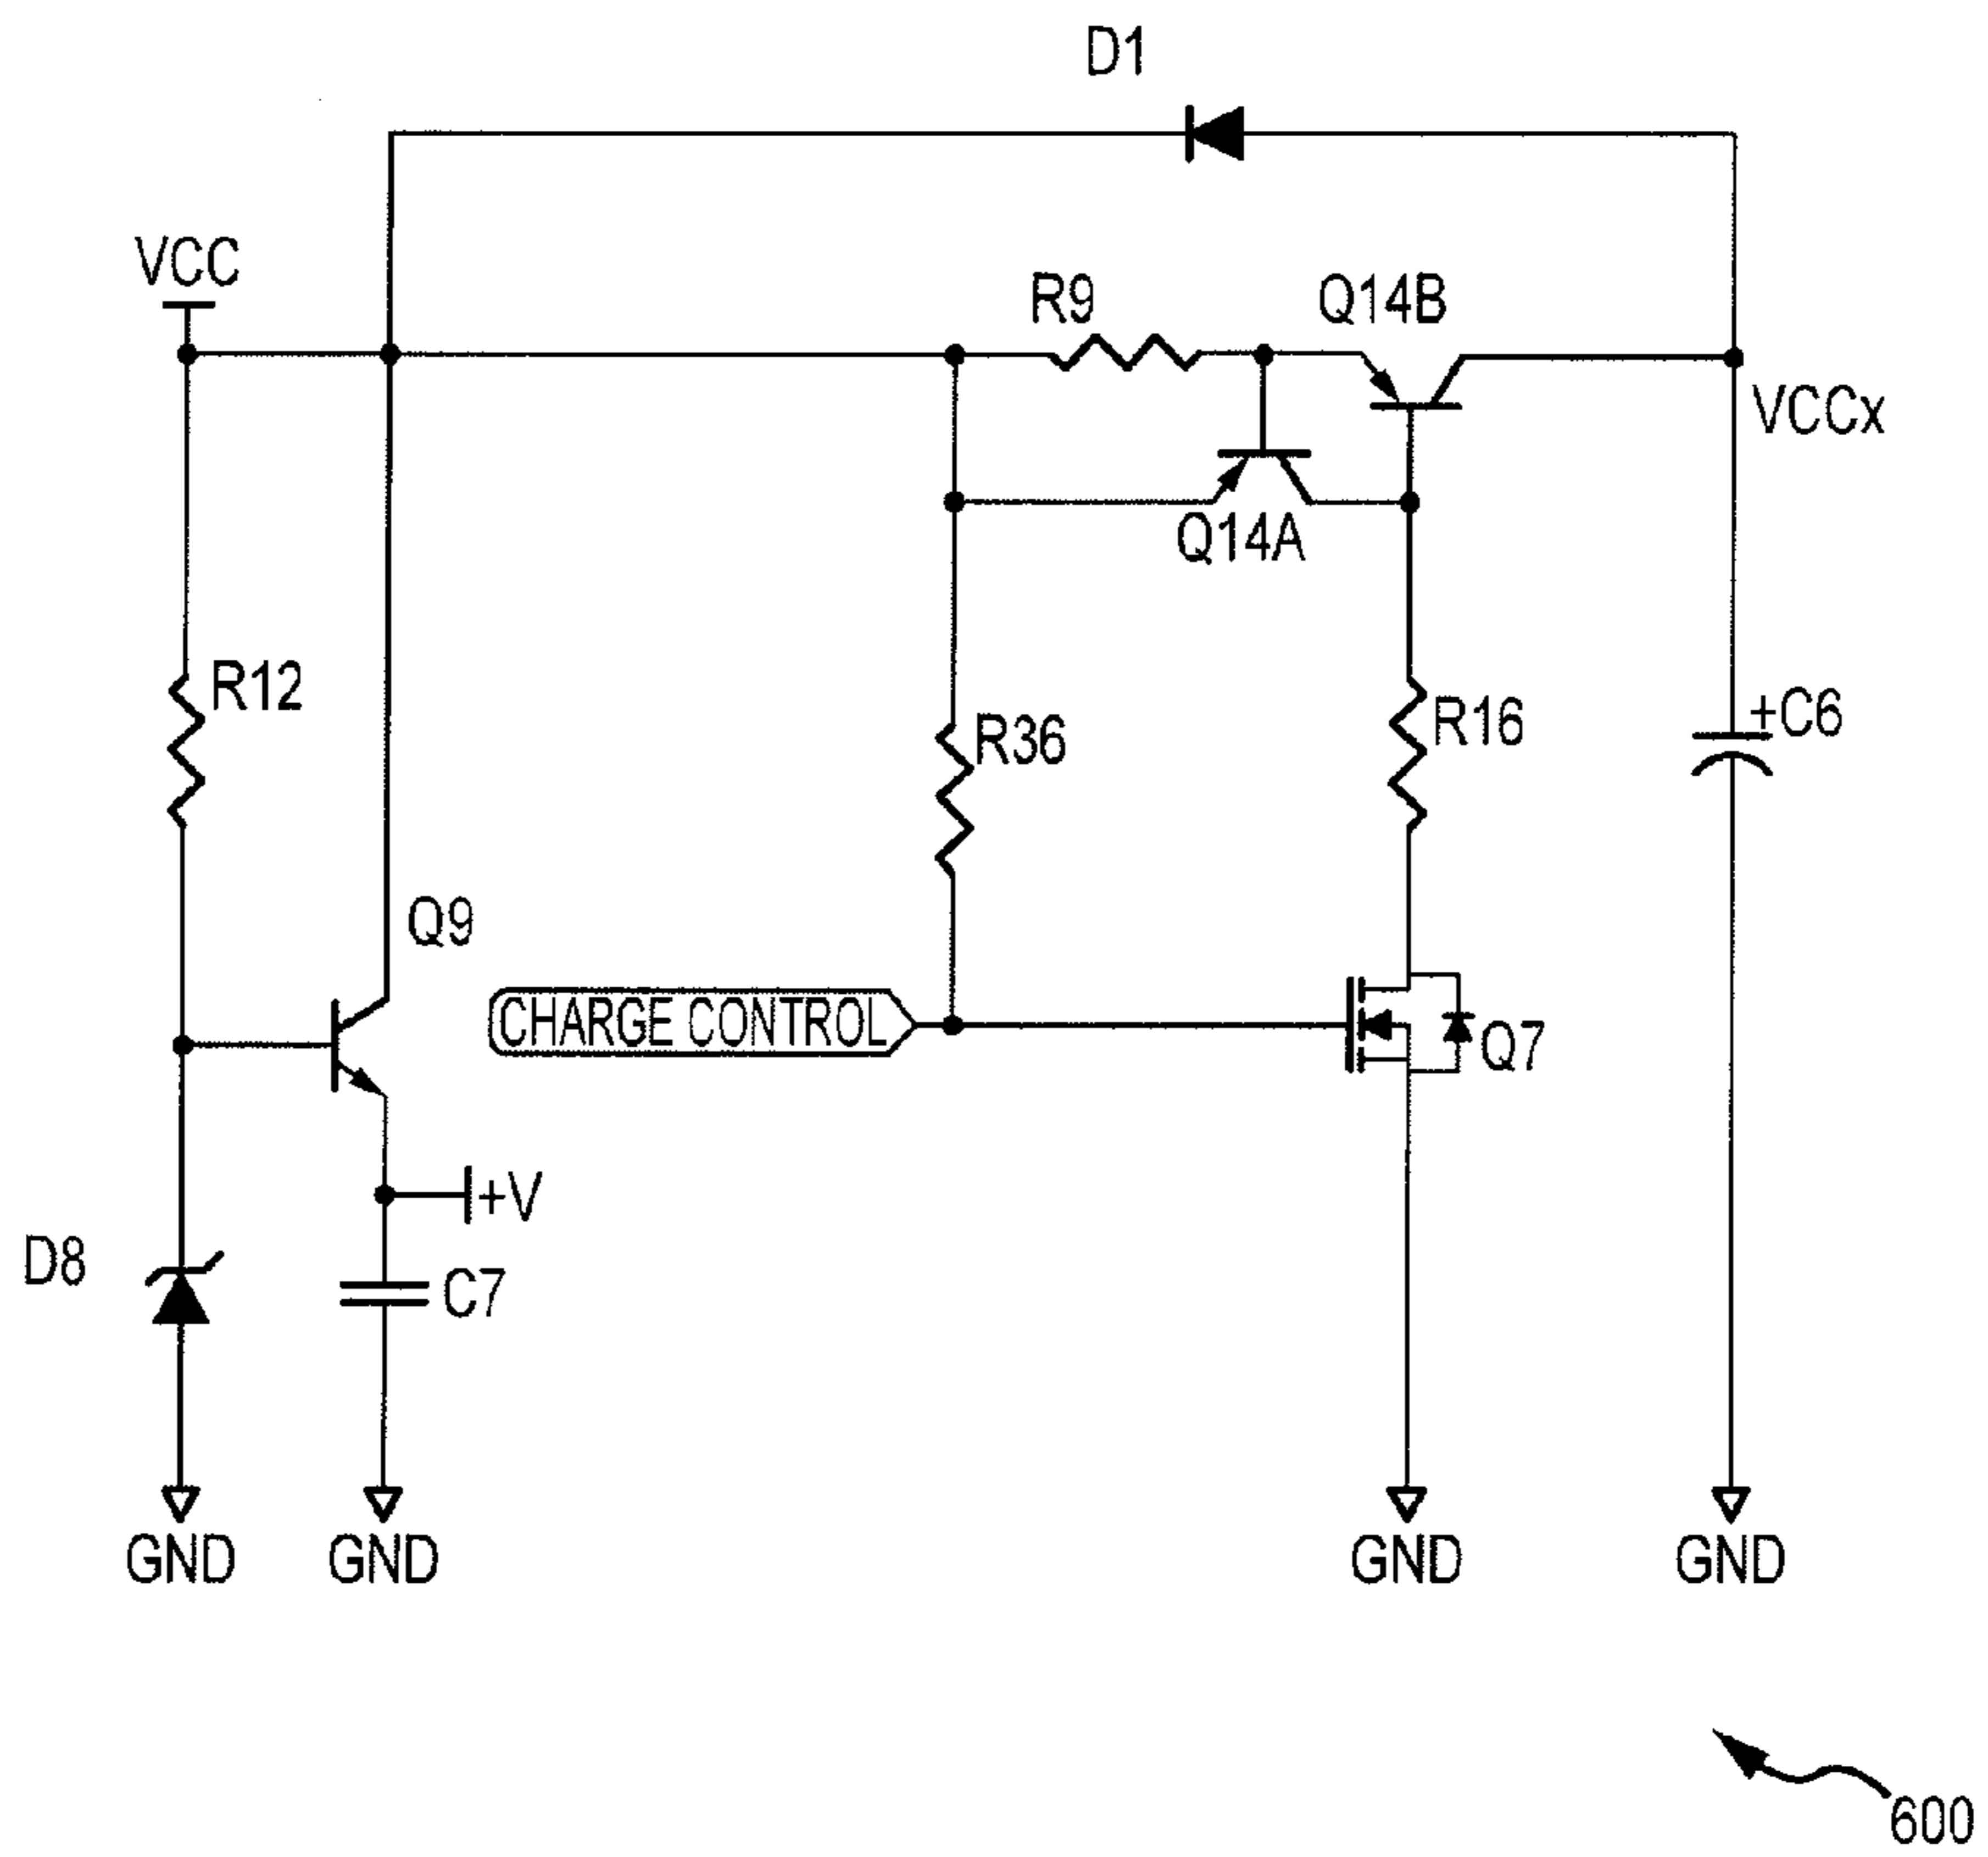 D1
VCC
R9
Q14B
VCCx
Q14A
R12
R36
R16
+C6
Q9
CHARGE CONTROL
Q7
+V
D8
C7
GND
GND
GND
GND
600